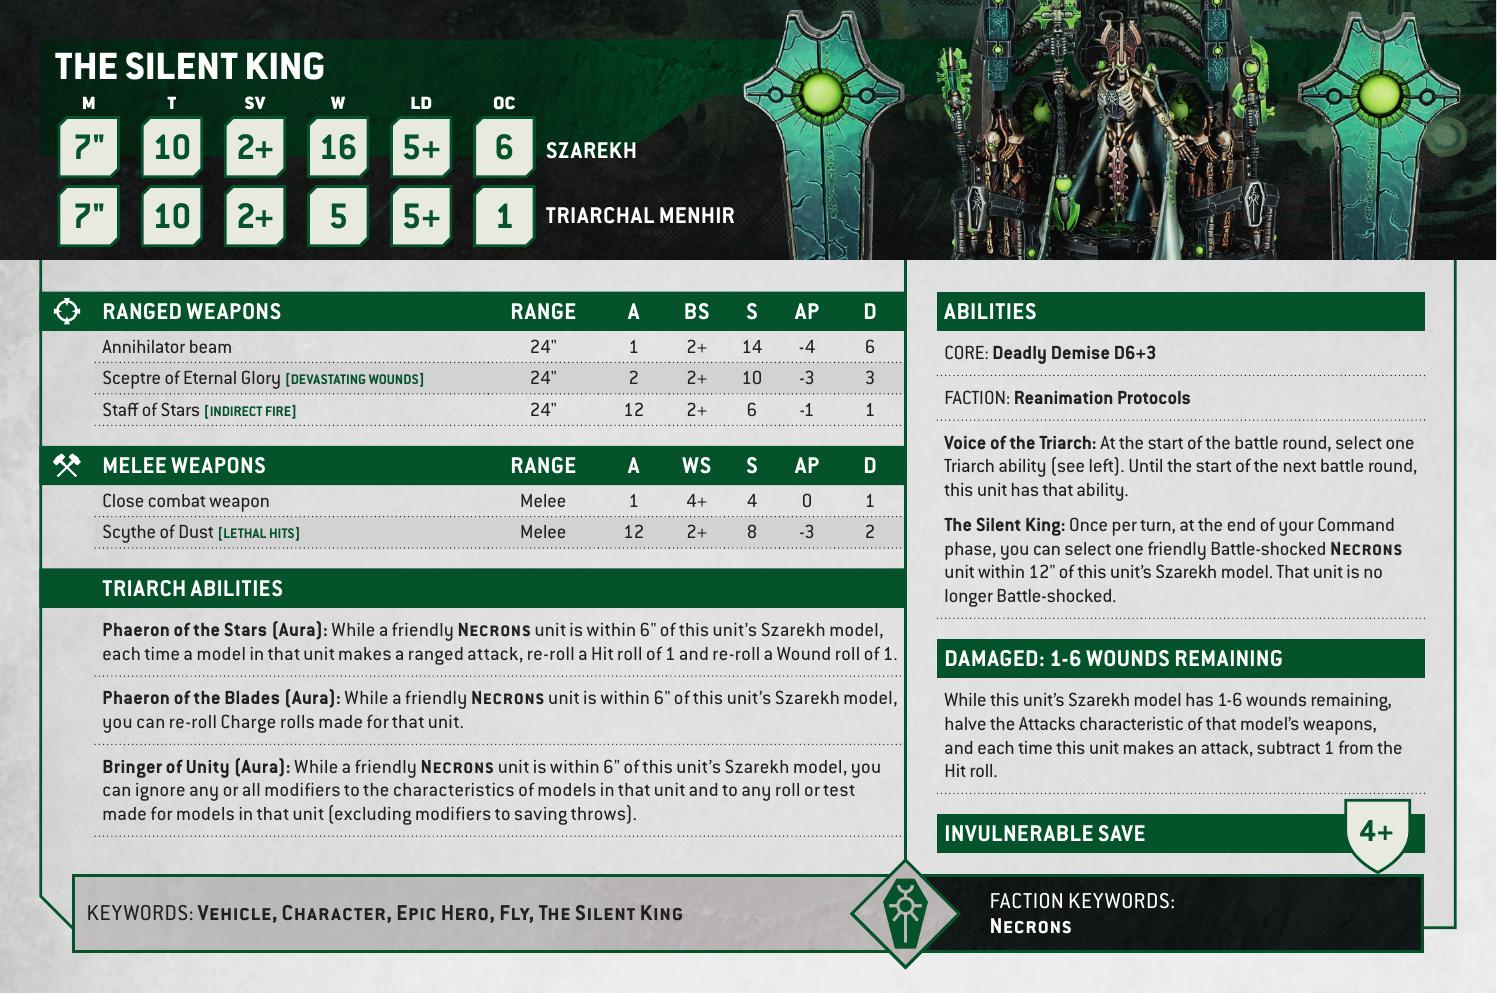 THE SILENT KING
M T SV W LD OC
7" 10 2+ 16 5+ 6 SZAREKH
7" 10 2+ 5 5+ 1 TRIARCHAL MENHIR
RANGED WEAPONS RANGE A BS S AP D
Annihilator beam 24" 1 2+ 14 -4 6
Sceptre of Eternal Glory [DEVASTATING WOUNDS] 24" 2 2+ 10 -3 3
Staff of Stars [INDIRECT FIRE] 24" 12 2+ 6 -1 1
MELEE WEAPONS RANGE A WS S AP D
Close combat weapon Melee 1 4+ 4 0 1
Scythe of Dust [LETHAL HITS] Melee 12 2+ 8 -3 2
TRIARCH ABILITIES
Phaeron of the Stars (Aura): While a friendly NECRONS unit is within 6" of this unit's Szarekh model,
each time a model in that unit makes a ranged attack, re-roll a Hit roll of 1 and re-roll a Wound roll of 1.
Phaeron of the Blades (Aura): While a friendly NECRONS unit is within 6" of this unit's Szarekh model,
you can re-roll Charge rolls made for that unit.
Bringer of Unity (Aura): While a friendly NECRONS unit is within 6" of this unit's Szarekh model, you
can ignore any or all modifiers to the characteristics of models in that unit and to any roll or test
made for models in that unit (excluding modifiers to saving throws).
ABILITIES
CORE: Deadly Demise D6+3
FACTION: Reanimation Protocols
Voice of the Triarch: At the start of the battle round, select one
Triarch ability (see left). Until the start of the next battle round,
this unit has that ability.
The Silent King: Once per turn, at the end of your Command
phase, you can select one friendly Battle-shocked NECRONS
unit within 12" of this unit's Szarekh model. That unit is no
longer Battle-shocked.
DAMAGED: 1-6 WOUNDS REMAINING
While this unit's Szarekh model has 1-6 wounds remaining,
halve the Attacks characteristic of that model's weapons,
and each time this unit makes an attack, subtract 1 from the
Hit roll.
INVULNERABLE SAVE 4+
KEYWORDS: VEHICLE, CHARACTER, EPIC HERO, FLY, THE SILENT KING
FACTION KEYWORDS:
NECRONS